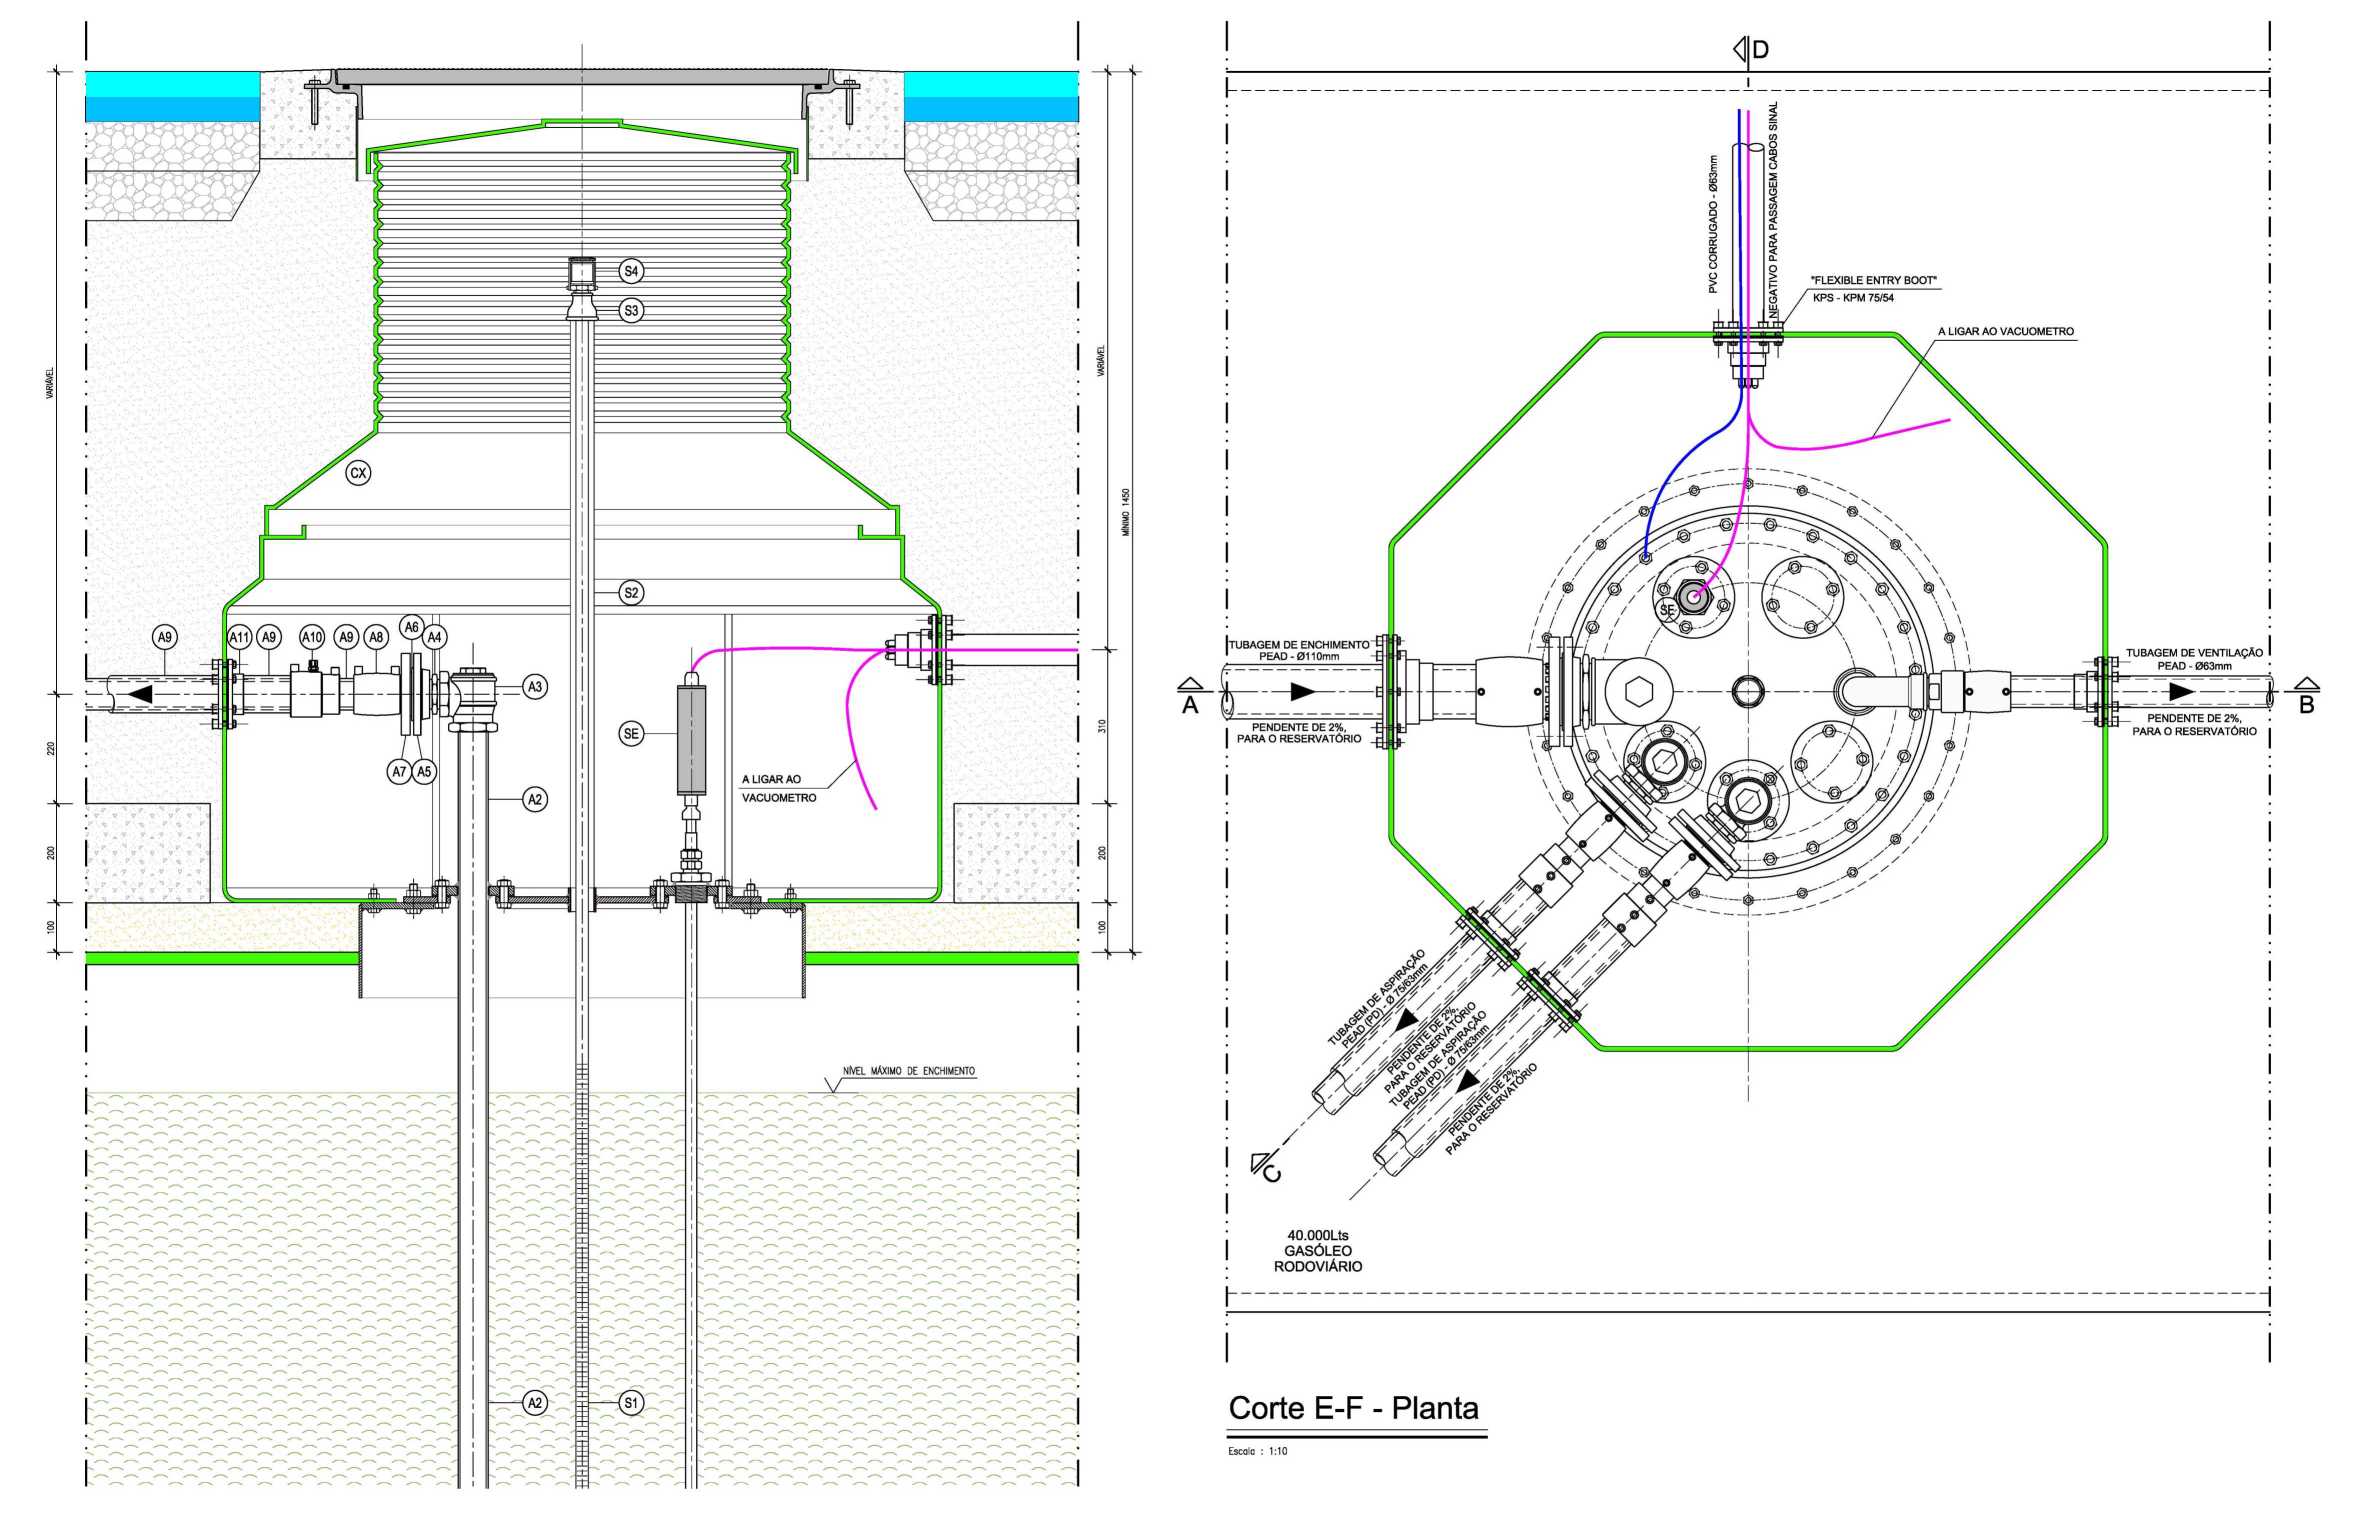 VARIÁVEL
220
200
100
S4
S3
CX
S2
A9
A11
A9
A10
A9
A8
A6
A4
A3
A7
A5
A2
SE
A LIGAR AO
VACUOMETRO
NÍVEL MÁXIMO DE ENCHIMENTO
A2
S1
VARIÁVEL
MÍNIMO 1450
310
200
100
D
PVC CORRUGADO - Ø63mm
NEGATIVO PARA PASSAGEM CABOS SINAL
"FLEXIBLE ENTRY BOOT"
KPS - KPM 75/54
A LIGAR AO VACUOMETRO
SE
TUBAGEM DE ENCHIMENTO
PEAD - Ø110mm
PENDENTE DE 2%,
PARA O RESERVATÓRIO
A
TUBAGEM DE VENTILAÇÃO
PEAD - Ø63mm
PENDENTE DE 2%,
PARA O RESERVATÓRIO
B
TUBAGEM DE ASPIRAÇÃO
PEAD (PD) - Ø 75/63mm
PENDENTE DE 2%,
PARA O RESERVATÓRIO
TUBAGEM DE ASPIRAÇÃO
PEAD (PD) - Ø 75/63mm
PENDENTE DE 2%,
PARA O RESERVATÓRIO
C
40.000Lts
GASÓLEO
RODOVIÁRIO
Corte E-F - Planta
Escala : 1:10